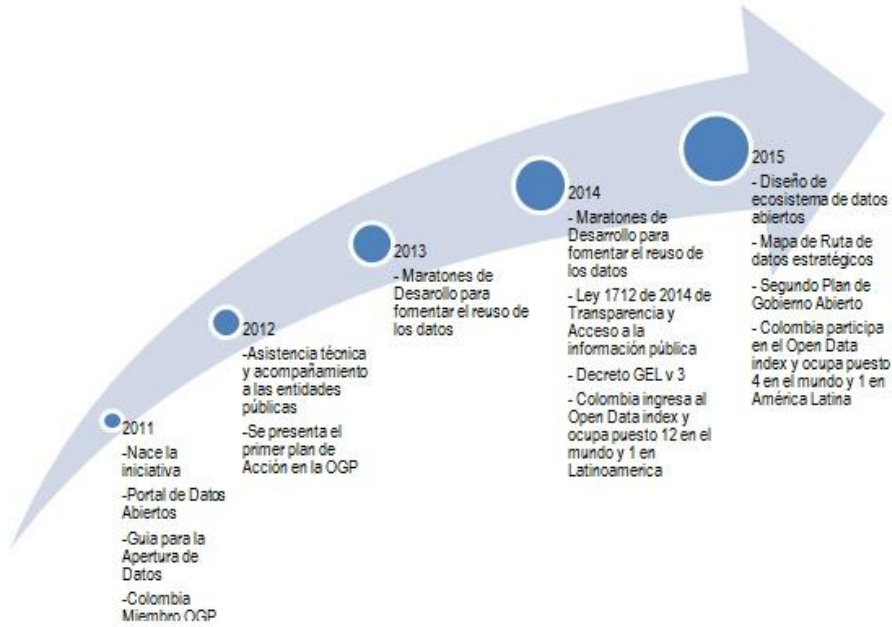 2011
-Nace la
iniciativa
-Portal de Datos
Abiertos
-Guia para la
Apertura de
Datos
-Colombia
Miembro OGP
2012
-Asistencia técnica
y acompañamiento
a las entidades
públicas
-Se presenta el
primer plan de
Acción en la OGP
2013
- Maratones de
Desarollo para
fomentar el reuso de
los datos
2014
- Maratones de
Desarrollo para
fomentar el reuso de
los datos
- Ley 1712 de 2014 de
Transparencia y
Acceso a la
información pública
- Decreto GEL v 3
- Colombia ingresa al
Open Data index y
ocupa puesto 12 en el
mundo y 1 en
Latinoamerica
2015
- Diseño de
ecosistema de datos
abiertos
- Mapa de Ruta de
datos estratégicos
- Segundo Plan de
Gobierno Abierto
- Colombia participa
en el Open Data
index y ocupa puesto
4 en el mundo y 1 en
América Latina